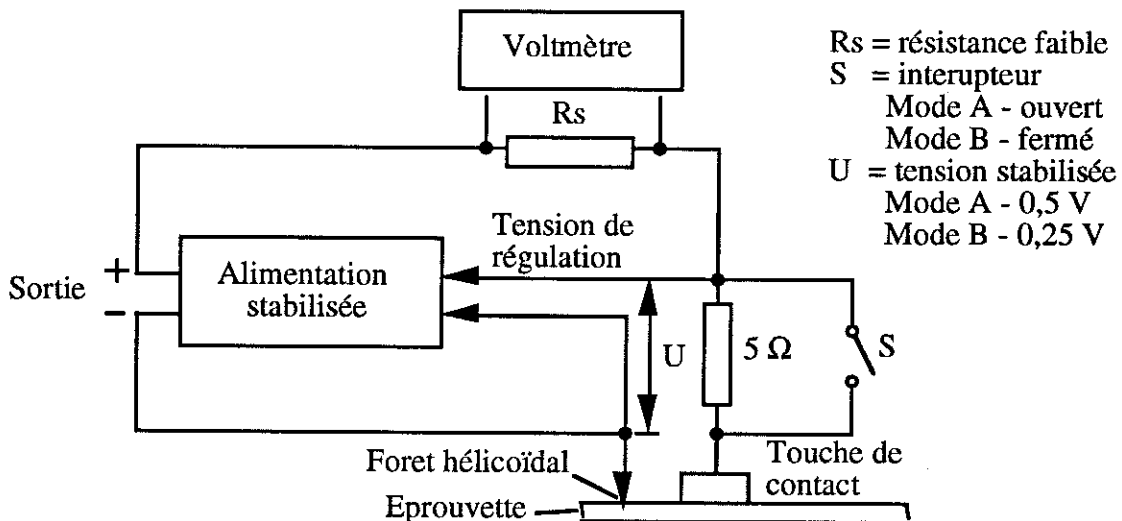 Voltmètre
Rs
Rs = résistance faible
S = interupteur
Mode A - ouvert
Mode B - fermé
U = tension stabilisée
Mode A - 0,5 V
Mode B - 0,25 V
Tension de
régulation
Sortie
+
-
Alimentation
stabilisée
U
5 Ω
S
Foret hélicoïdal
Eprouvette
Touche de
contact